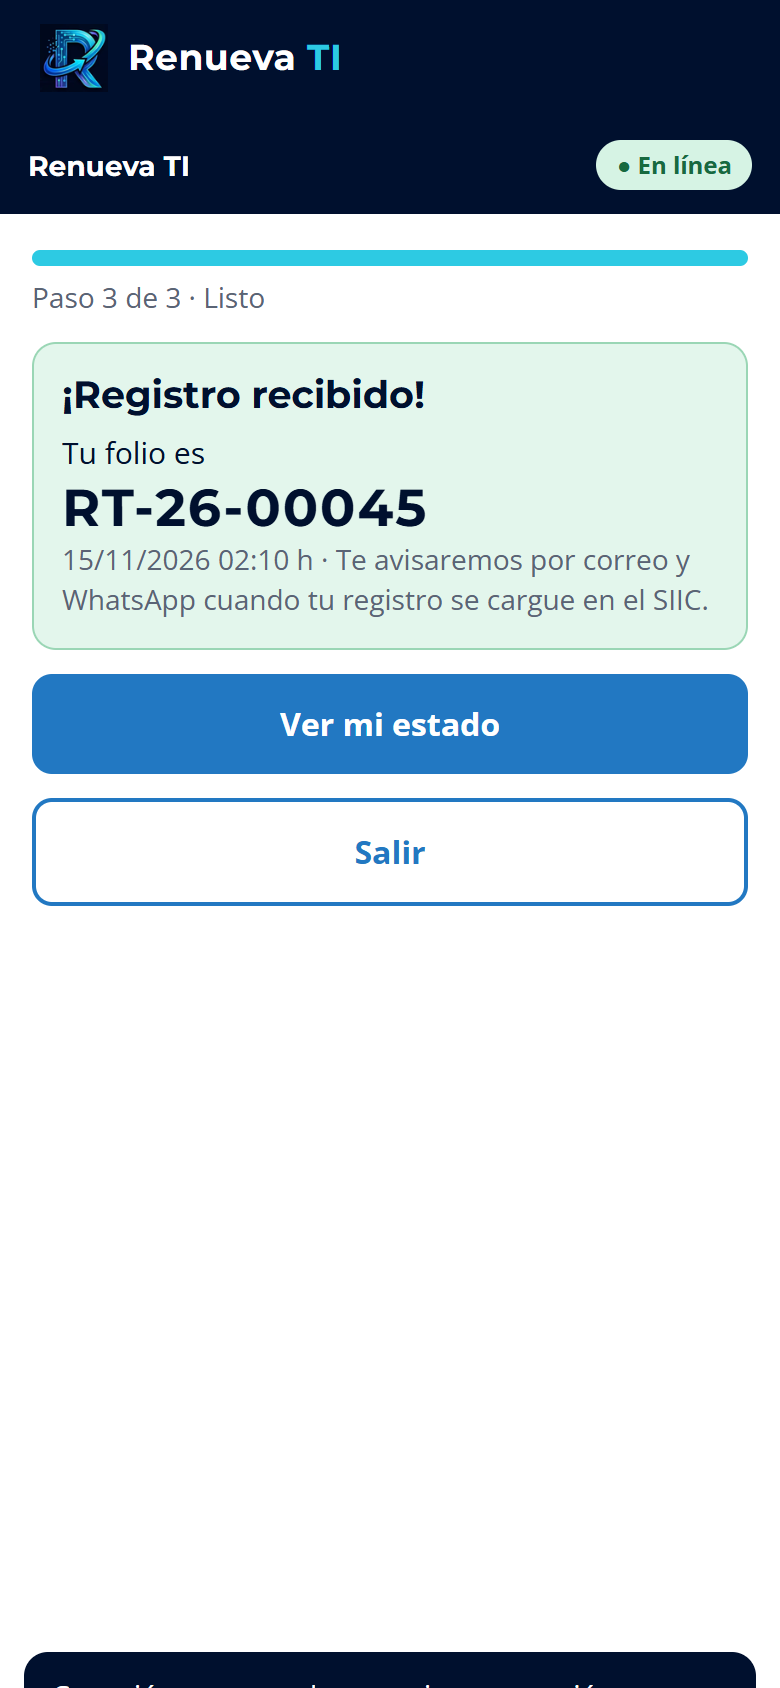 Renueva TI
Renueva TI
● En línea
Paso 3 de 3 · Listo
¡Registro recibido!
Tu folio es
RT-26-00045
15/11/2026 02:10 h · Te avisaremos por correo y
WhatsApp cuando tu registro se cargue en el SIIC.
Ver mi estado
Salir